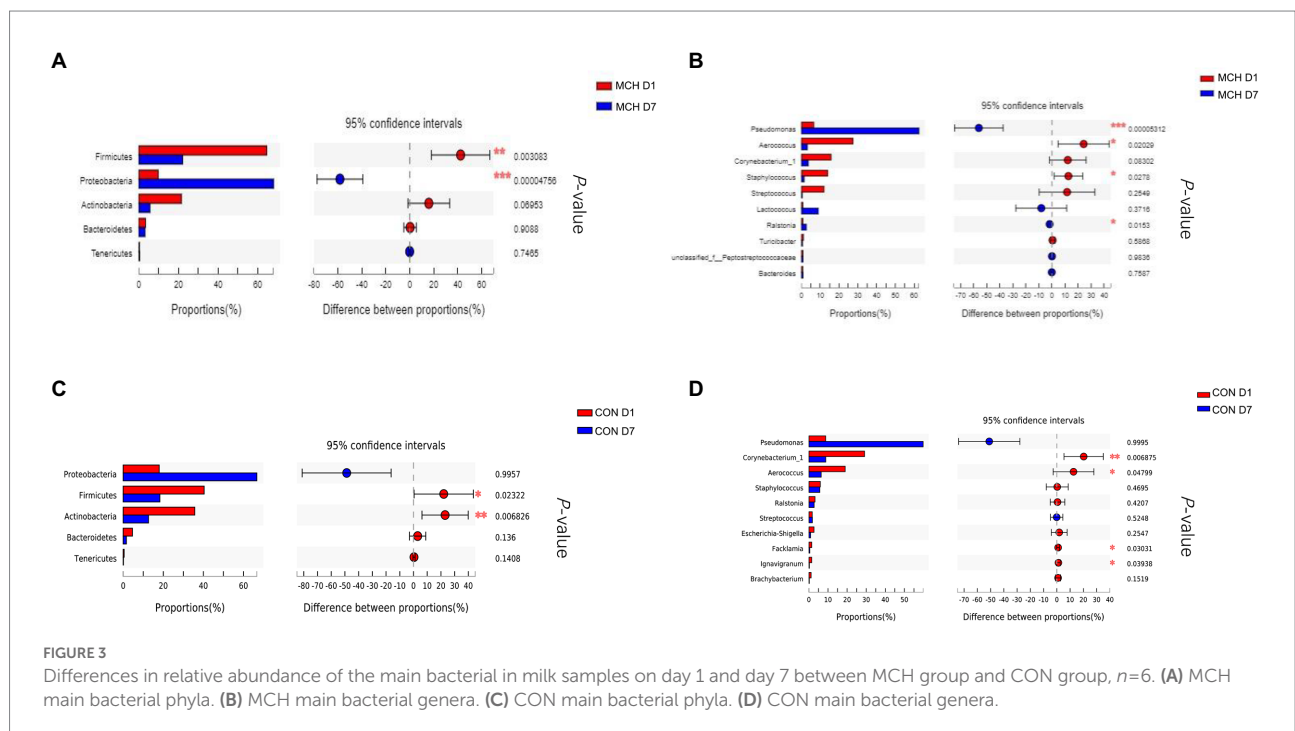 A
MCH D1
MCH D7
95% confidence intervals
Firmicutes
** 0.003083
Proteobacteria
*** 0.00004756
Actinobacteria
0.06953
Bacteroidetes
0.9088
Tenericutes
0.7465
P-value
0 20 40 60
-80 -60 -40 -20 0 20 40 60
Proportions(%)
Difference between proportions(%)
B
MCH D1
MCH D7
95% confidence intervals
Pseudomonas
*** 0.00005312
Aerococcus
* 0.02029
Corynebacterium_1
0.08302
Staphylococcus
* 0.0278
Streptococcus
0.2549
Lactococcus
0.3716
Ralstonia
* 0.0153
Turicibacter
0.5868
unclassified_f__Peptostreptococcaceae
0.9836
Bacteroides
0.7587
P-value
0 10 20 30 40 50 60
-70 -60 -50 -40 -30 -20 -10 0 10 20 30 40
Proportions(%)
Difference between proportions(%)
C
CON D1
CON D7
95% confidence intervals
Proteobacteria
0.9957
Firmicutes
* 0.02322
Actinobacteria
** 0.006826
Bacteroidetes
0.136
Tenericutes
0.1408
P-value
0 20 40 60
-80 -70 -60 -50 -40 -30 -20 -10 0 10 20 30 40
Proportions(%)
Difference between proportions(%)
D
CON D1
CON D7
95% confidence intervals
Pseudomonas
0.9995
Corynebacterium_1
** 0.006875
Aerococcus
* 0.04799
Staphylococcus
0.4695
Ralstonia
0.4207
Streptococcus
0.5248
Escherichia-Shigella
0.2547
Facklamia
* 0.03031
Ignavigranum
* 0.03938
Brachybacterium
0.1519
P-value
0 10 20 30 40 50
-70 -60 -50 -40 -30 -20 -10 0 10 20 30 40
Proportions(%)
Difference between proportions(%)
FIGURE 3
Differences in relative abundance of the main bacterial in milk samples on day 1 and day 7 between MCH group and CON group, n=6. (A) MCH
main bacterial phyla. (B) MCH main bacterial genera. (C) CON main bacterial phyla. (D) CON main bacterial genera.